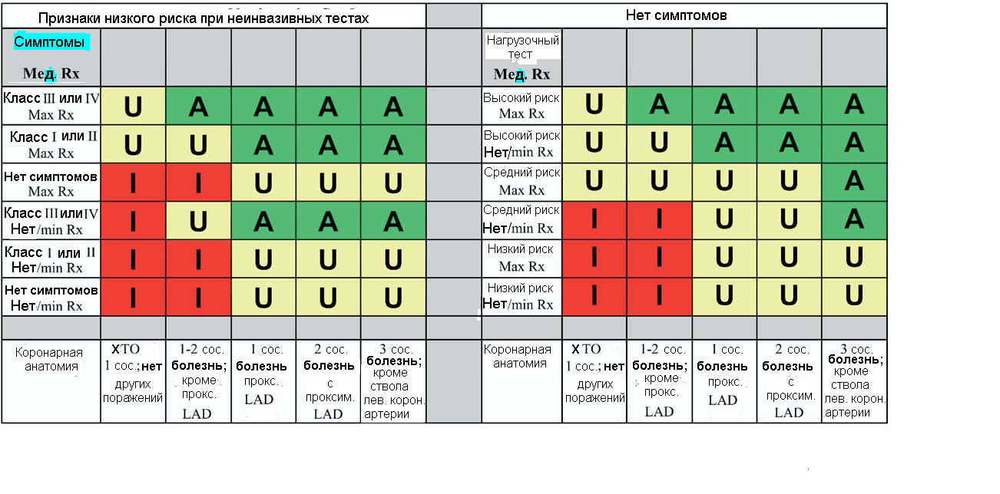 Признаки низкого риска при неинвазивных тестах
Симптомы
Мед. Rx
Класс III или IV
Max Rx
U A A A A
Класс I или II
Max Rx
U U A A A
Нет симптомов
Max Rx
I I U U U
Класс III или IV
Нет/min Rx
I U A A A
Класс I или II
Нет/min Rx
I I U U U
Нет симптомов
Нет/min Rx
I I U U U
Коронарная
анатомия
ХТО
1 сос.; нет
других
поражений
1-2 сос.
болезнь;
кроме
прокс.
LAD
1 сос.
болезнь
прокс.
LAD
2 сос.
болезнь
с
проксим.
LAD
3 сос.
болезнь;
кроме
ствола
лев. корон.
артерии
Нет симптомов
Нагрузочный
тест
Мед. Rx
Высокий риск
Max Rx
U A A A A
Высокий риск
Нет/min Rx
U U A A A
Средний риск
Max Rx
U U U U A
Средний риск
Нет/min Rx
I I U U A
Низкий риск
Max Rx
I I U U U
Низкий риск
Нет/min Rx
I I U U U
Коронарная
анатомия
ХТО
1 сос.; нет
других
поражений
1-2 сос.
болезнь;
кроме
прокс.
LAD
1 сос.
болезнь
прокс.
LAD
2 сос.
болезнь
с
проксим.
LAD
3 сос.
болезнь;
кроме
ствола
лев. корон.
артерии